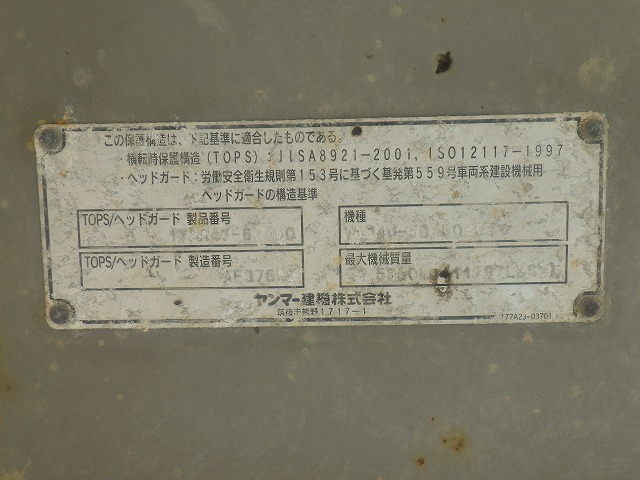 この保護構造は、下記基準に適合したものである。
・横転時保護構造(TOPS):JISA8921-2001, ISO12117-1997
・ヘッドガード:労働安全衛生規則第153号に基づく基発第559号車両系建設機械用
ヘッドガードの構造基準
TOPS/ヘッドガード 製品番号
機種
TOPS/ヘッドガード 製造番号
最大機械質量
ヤンマー建機株式会社
筑後市熊野1717-1
172A23-03701